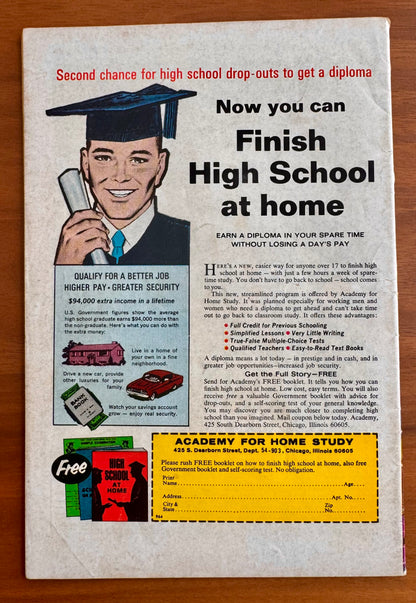 Second chance for high school drop-outs to get a diploma
Now you can
Finish
High School
at home
EARN A DIPLOMA IN YOUR SPARE TIME
WITHOUT LOSING A DAY'S PAY
QUALIFY FOR A BETTER JOB
HIGHER PAY • GREATER SECURITY
$94,000 extra income in a lifetime
U.S. Government figures show the average
high school graduate earns $94,000 more than
the non-graduate. Here's what you can do with
the extra money:
Live in a home of
your own in a fine
neighborhood.
Drive a new car, provide
other luxuries for your
family.
BANK
BOOK
Watch your savings account
grow — enjoy real security.
HERE'S A NEW, easier way for anyone over 17 to finish high
school at home — with just a few hours a week of spare-
time study. You don't have to go back to school — school comes
to you.
This new, streamlined program is offered by Academy for
Home Study. It was planned especially for working men and
women who need a diploma to get ahead and can't take time
out to go back to classroom study. It offers these advantages:
• Full Credit for Previous Schooling
• Simplified Lessons • Very Little Writing
• True-False Multiple-Choice Tests
• Qualified Teachers • Easy-to-Read Text Books
A diploma means a lot today — in prestige and in cash, and in
greater job opportunities—increased job security.
Get the Full Story—FREE
Send for Academy's FREE booklet. It tells you how you can
finish high school at home. Low cost, easy terms. You will also
receive free a valuable Government booklet with advice for
drop-outs, and a self-scoring test of your general knowledge.
You may discover you are much closer to completing high
school than you imagined. Mail coupon below today. Academy,
425 South Dearborn Street, Chicago, Illinois 60605.
Free
HIGH
SCHOOL
AT
HOME
ACADEMY FOR HOME STUDY
425 S. Dearborn Street, Dept. 54-903, Chicago, Illinois 60605
Please rush FREE booklet on how to finish high school at home, also free
Government booklet and self-scoring test. No obligation.
Print—
Name Age
Address Apt. No.
City & Zip
State No.